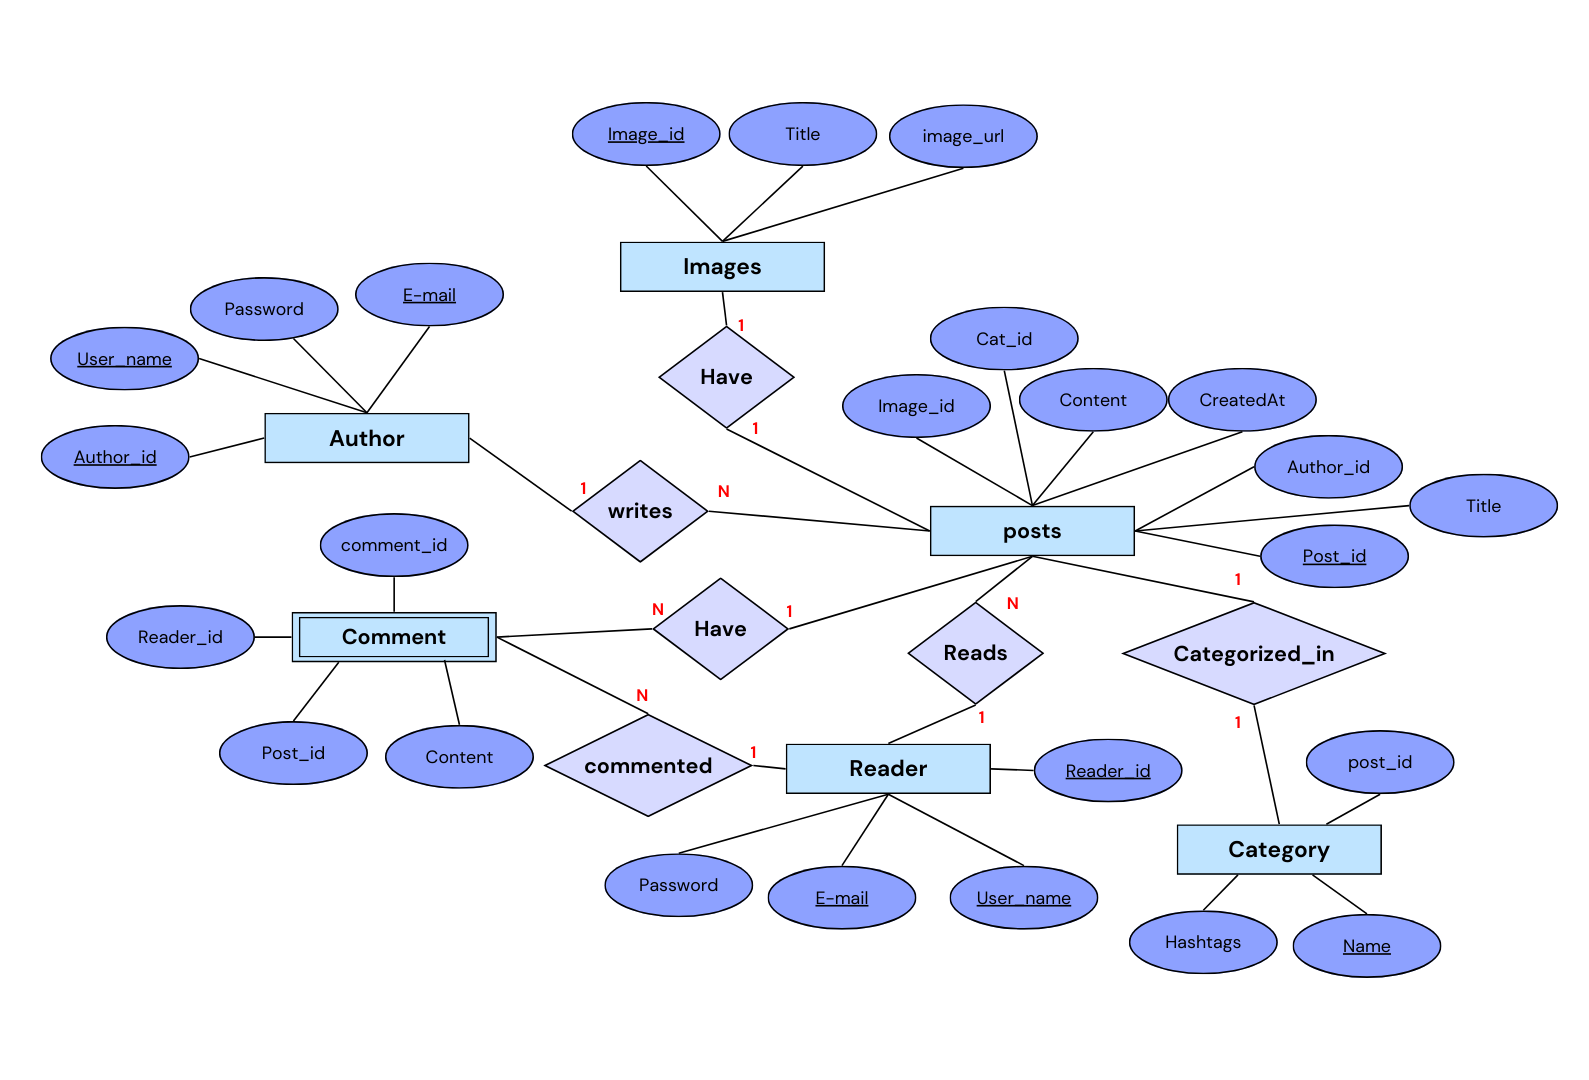 Image_id
Title
image_url
Images
1
Have
1
E-mail
Password
User_name
Author_id
Author
1
writes
N
Cat_id
Image_id
Content
CreatedAt
Author_id
Title
Post_id
posts
comment_id
Reader_id
Comment
Post_id
Content
N
Have
1
N
Reads
1
1
Categorized_in
1
N
commented
1
Reader
Reader_id
Password
E-mail
User_name
post_id
Category
Hashtags
Name